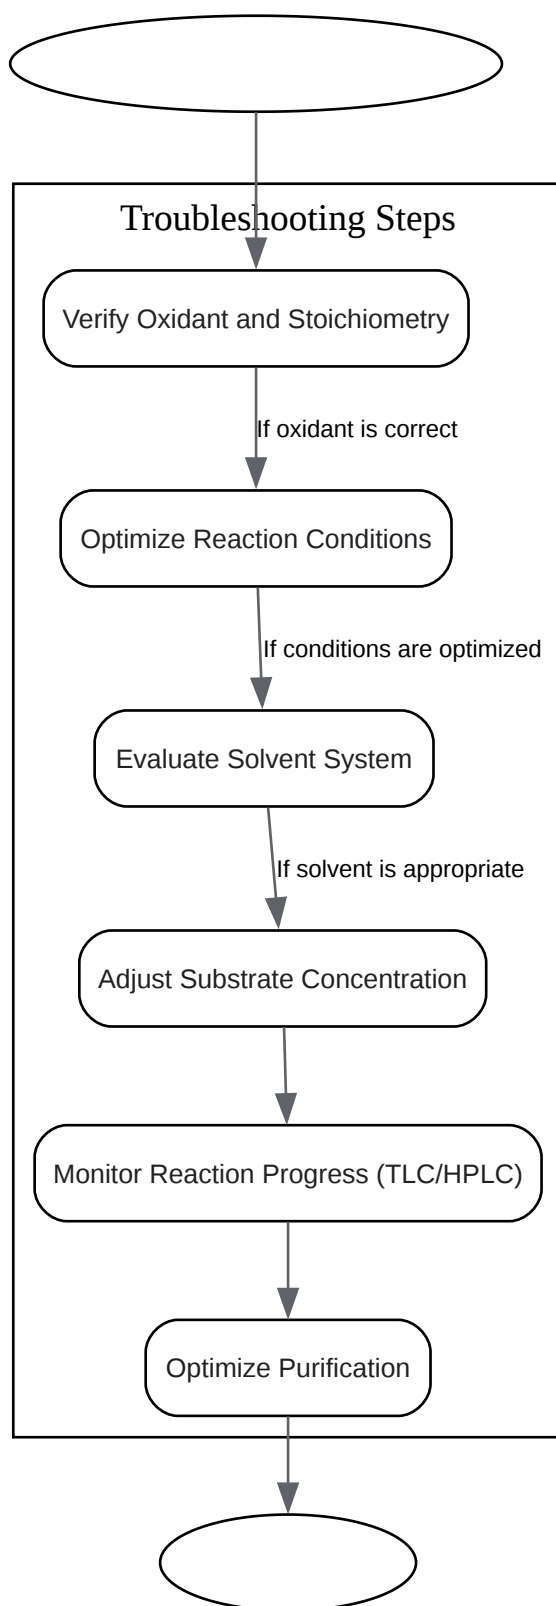 Troubleshooting Steps
Verify Oxidant and Stoichiometry
If oxidant is correct
Optimize Reaction Conditions
If conditions are optimized
Evaluate Solvent System
If solvent is appropriate
Adjust Substrate Concentration
Monitor Reaction Progress (TLC/HPLC)
Optimize Purification